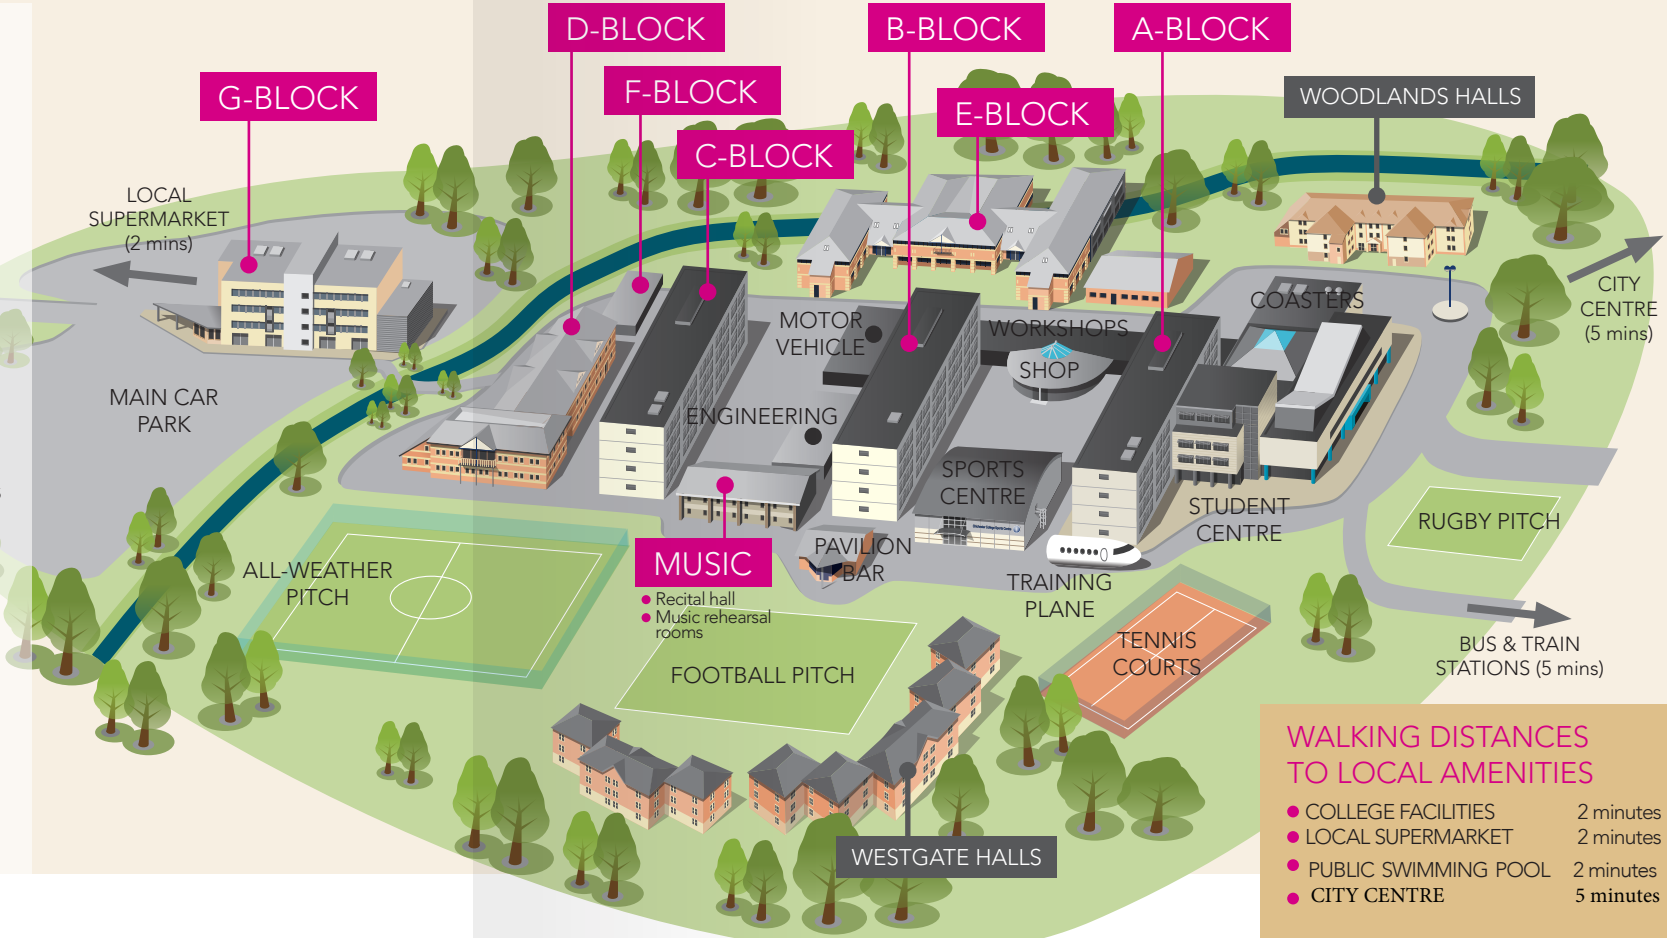 D-BLOCK
B-BLOCK
A-BLOCK
G-BLOCK
F-BLOCK
E-BLOCK
WOODLANDS HALLS
C-BLOCK
LOCAL
SUPERMARKET
(2 mins)
CITY
CENTRE
(5 mins)
COASTERS
MOTOR
VEHICLE
WORKSHOPS
SHOP
MAIN CAR
PARK
ENGINEERING
SPORTS
CENTRE
STUDENT
CENTRE
RUGBY PITCH
PAVILION
BAR
MUSIC
Recital hall
Music rehearsal
rooms
ALL-WEATHER
PITCH
TRAINING
PLANE
TENNIS
COURTS
BUS & TRAIN
STATIONS (5 mins)
FOOTBALL PITCH
WESTGATE HALLS
WALKING DISTANCES
TO LOCAL AMENITIES
COLLEGE FACILITIES 2 minutes
LOCAL SUPERMARKET 2 minutes
PUBLIC SWIMMING POOL 2 minutes
CITY CENTRE 5 minutes